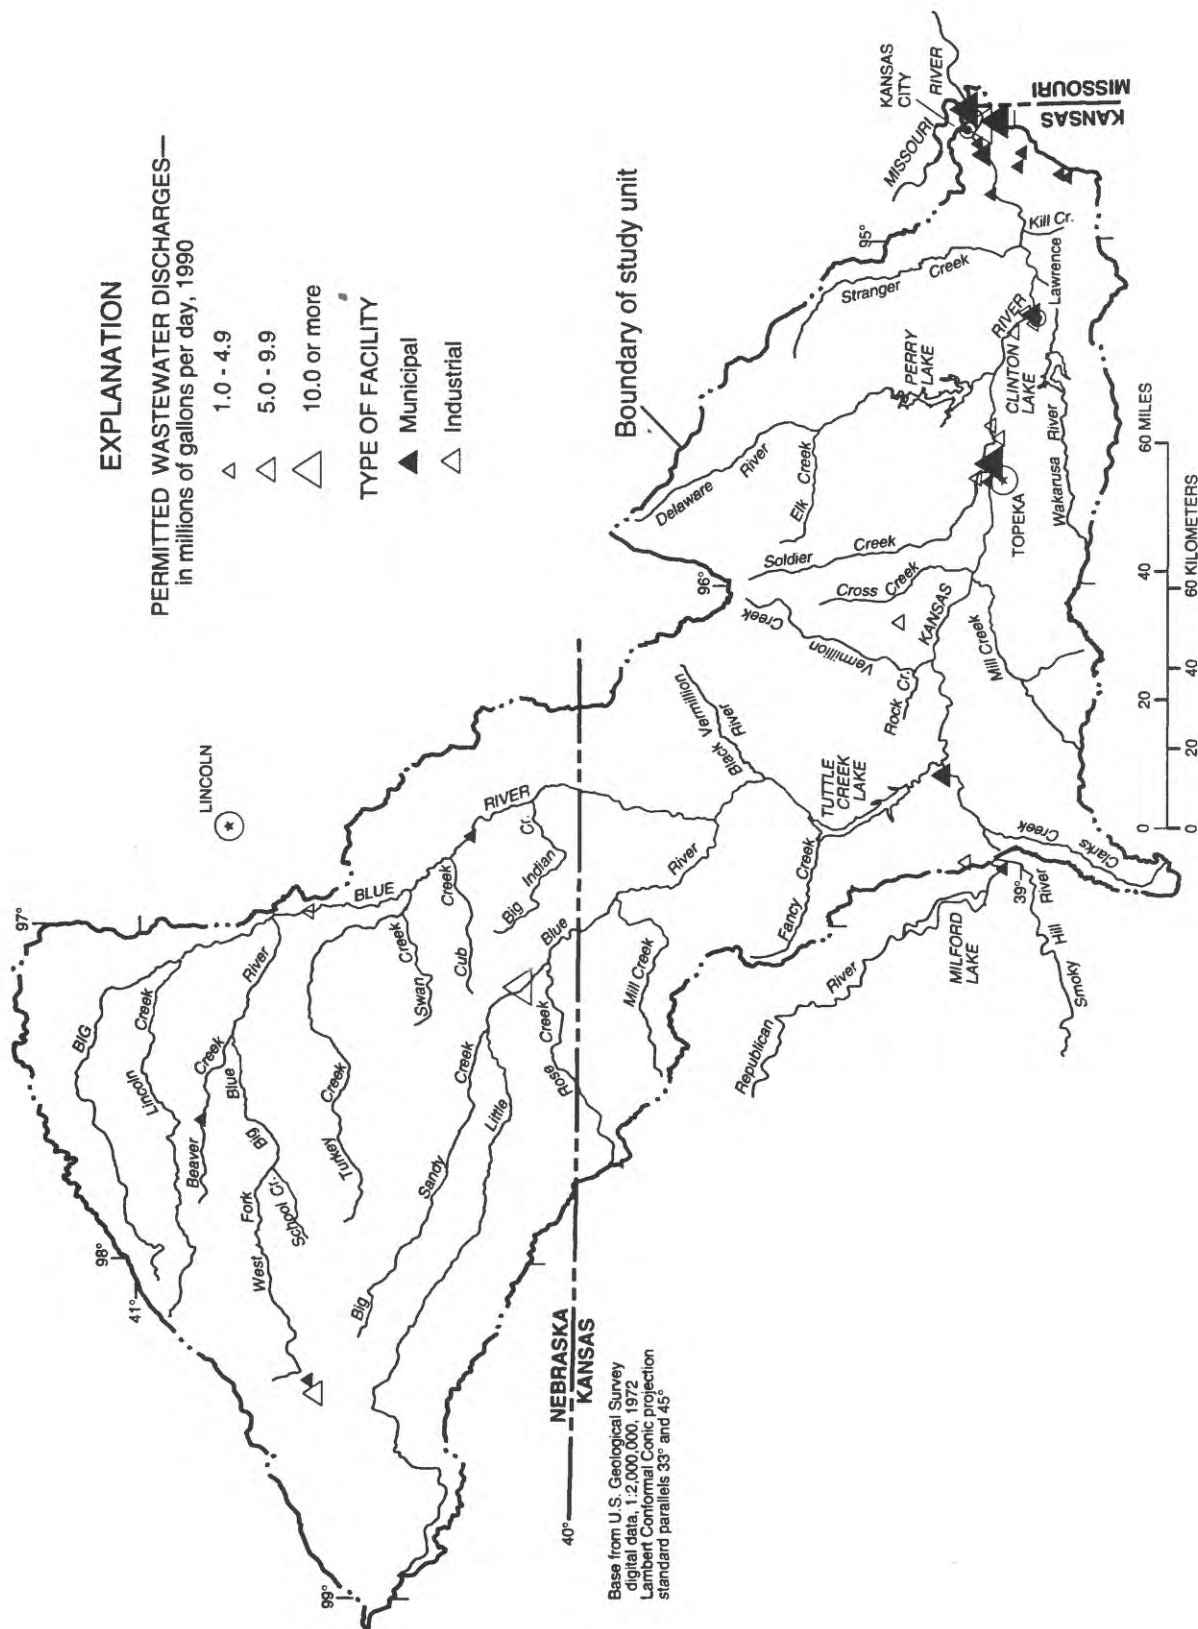 EXPLANATION
PERMITTED WASTEWATER DISCHARGES—
in millions of gallons per day, 1990
1.0 - 4.9
5.0 - 9.9
10.0 or more
TYPE OF FACILITY
Municipal
Industrial
Boundary of study unit
LINCOLN
97°
98°
41°
99°
40°
96°
95°
39°
BIG
BLUE
RIVER
Lincoln
Creek
Beaver
Creek
West
Fork
Big
Blue
River
School Cr.
Turkey
Creek
Swan
Creek
Cub
Creek
Big
Indian
Cr.
Big
Sandy
Creek
Little
Blue
River
Rose
Creek
Mill Creek
NEBRASKA
KANSAS
Black Vermillion
River
Fancy
Creek
TUTTLE
CREEK
LAKE
Republican
River
MILFORD
LAKE
Smoky
Hill
River
Clarks
Creek
Rock Cr.
Vermillion
Creek
Cross
Creek
Soldier
Creek
Mill Creek
KANSAS
RIVER
TOPEKA
Delaware
River
Elk
Creek
PERRY
LAKE
CLINTON
LAKE
Wakarusa
River
Lawrence
Stranger
Creek
Kill Cr.
MISSOURI
RIVER
KANSAS
CITY
KANSAS
MISSOURI
0 20 40 60 MILES
0 20 40 60 KILOMETERS
Base from U.S. Geological Survey
digital data, 1:2,000,000, 1972
Lambert Conformal Conic projection
standard parallels 33° and 45°